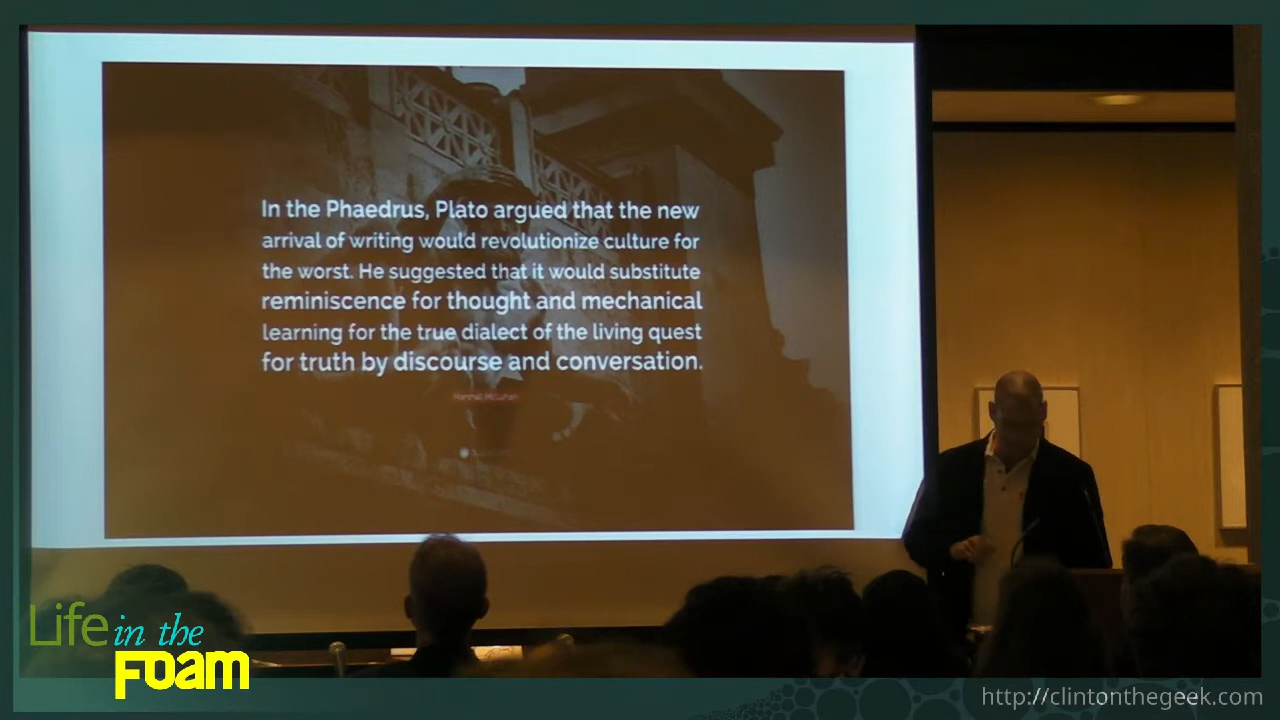 In the Phaedrus, Plato argued that the new
arrival of writing would revolutionize culture for
the worst. He suggested that it would substitute
reminiscence for thought and mechanical
learning for the true dialect of the living quest
for truth by discourse and conversation.
Marshall McLuhan
Life in the
Foam
http://clintonthegeek.com